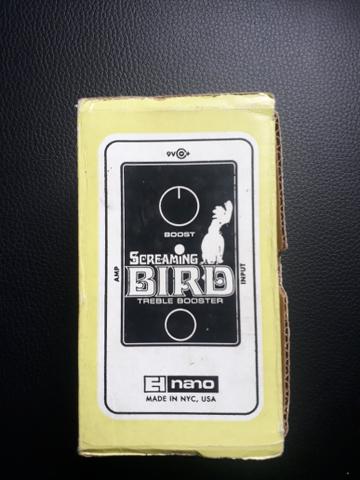 9V
BOOST
SCREAMING
BIRD
TREBLE BOOSTER
AMP
INPUT
EH nano
MADE IN NYC, USA